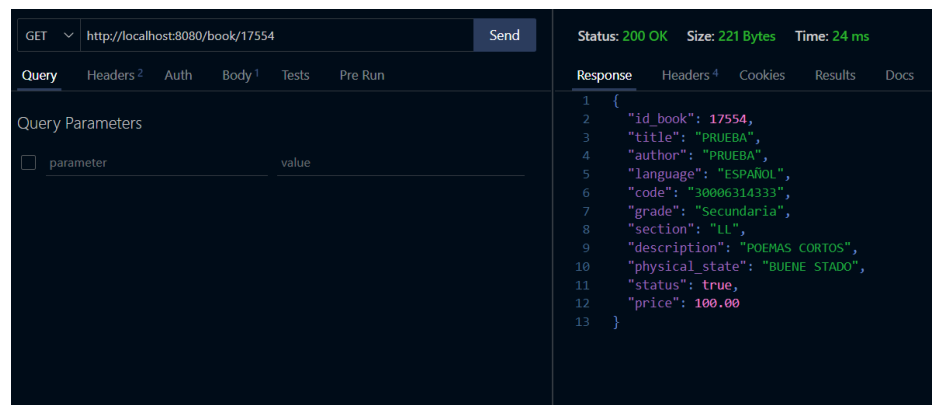 GET http://localhost:8080/book/17554 Send
Query Headers 2 Auth Body 1 Tests Pre Run
Query Parameters
parameter value
Status: 200 OK Size: 221 Bytes Time: 24 ms
Response Headers 4 Cookies Results Docs
1 {
2 "id_book": 17554,
3 "title": "PRUEBA",
4 "author": "PRUEBA",
5 "language": "ESPAÑOL",
6 "code": "30006314333",
7 "grade": "Secundaria",
8 "section": "LL",
9 "description": "POEMAS CORTOS",
10 "physical_state": "BUENE STADO",
11 "status": true,
12 "price": 100.00
13 }